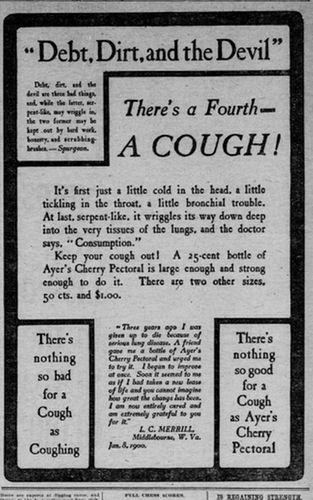 "Debt, Dirt, and the Devil"
Debt, dirt, and the
devil are three bad things,
and, while the latter, ser-
pent-like, may wriggle in,
the two former may be
kept out by hard work,
honesty, and scrubbing-
brushes.—Spurgeon.
There's a Fourth—
A COUGH!
It's first just a little cold in the head, a little
tickling in the throat, a little bronchial trouble.
At last, serpent-like, it wriggles its way down deep
into the very tissues of the lungs, and the doctor
says, "Consumption."
Keep your cough out! A 25-cent bottle of
Ayer's Cherry Pectoral is large enough and strong
enough to do it. There are two other sizes,
50 cts. and $1.00.
There's
nothing
so bad
for a
Cough
as
Coughing
"Three years ago I was
given up to die because of
serious lung disease. A friend
gave me a bottle of Ayer's
Cherry Pectoral and urged me
to try it. I began to improve
at once. Soon it seemed to me
as if I had taken a new lease
of life and you cannot imagine
how great the change has been.
I am now entirely cured and
am extremely grateful to you
for it."
L. C. MERRILL,
Middlebourne, W. Va.
Jan. 8, 1900.
There's
nothing
so good
for a
Cough
as Ayer's
Cherry
Pectoral
FULL CHESS SCORES.
IS REGAINING STRENGTH.